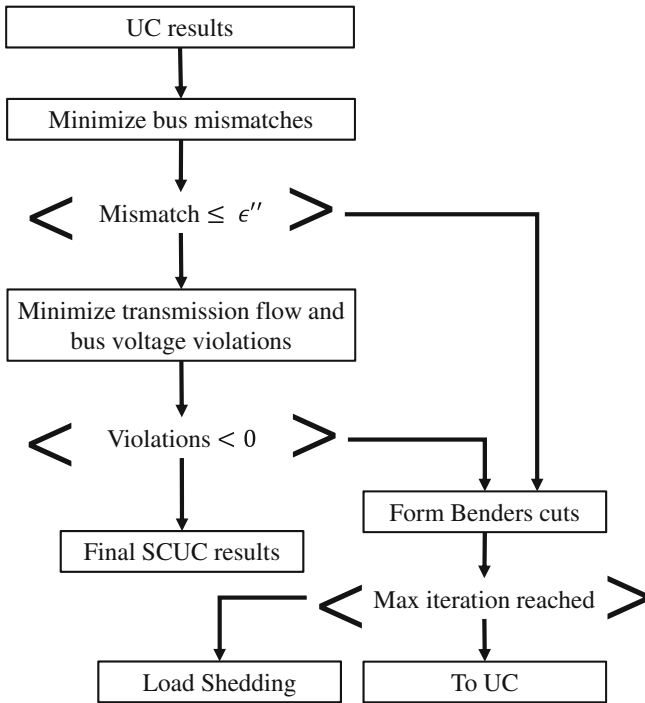 UC results
Minimize bus mismatches
Mismatch ≤ ϵ′′
Minimize transmission flow and
bus voltage violations
Violations < 0
Form Benders cuts
Final SCUC results
Max iteration reached
Load Shedding
To UC